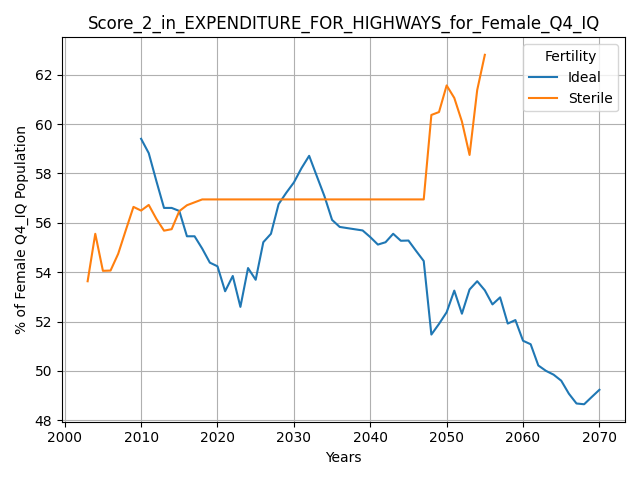 Score_2_in_EXPENDITURE_FOR_HIGHWAYS_for_Female_Q4_IQ
Fertility
Ideal
Sterile
% of Female Q4_IQ Population
62
60
58
56
54
52
50
48
2000
2010
2020
2030
2040
2050
2060
2070
Years